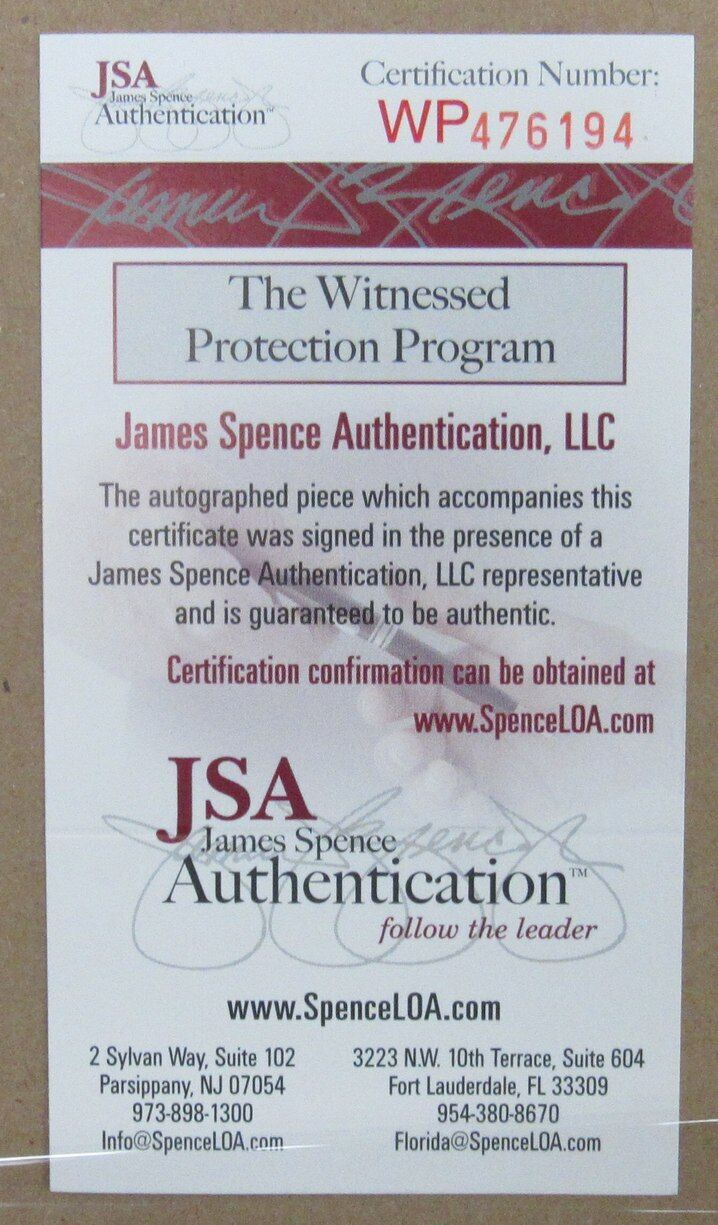 JSA
James Spence
Authentication™
Certification Number:
WP476194
James Spence
The Witnessed
Protection Program
James Spence Authentication, LLC
The autographed piece which accompanies this
certificate was signed in the presence of a
James Spence Authentication, LLC representative
and is guaranteed to be authentic.
Certification confirmation can be obtained at
www.SpenceLOA.com
JSA
James Spence
Authentication™
follow the leader
www.SpenceLOA.com
2 Sylvan Way, Suite 102
Parsippany, NJ 07054
973-898-1300
Info@SpenceLOA.com
3223 N.W. 10th Terrace, Suite 604
Fort Lauderdale, FL 33309
954-380-8670
Florida@SpenceLOA.com